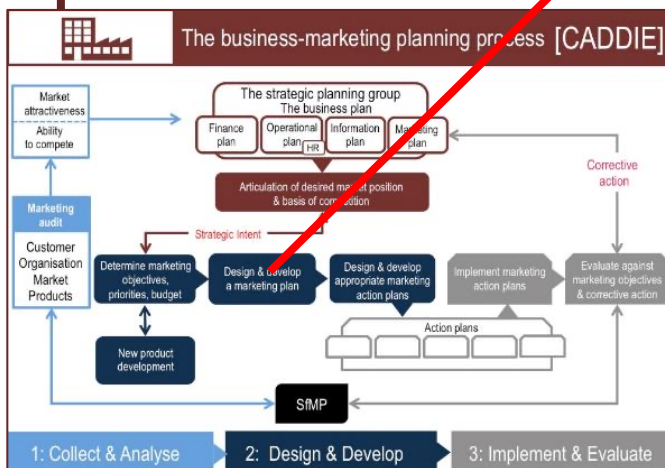 The business-marketing planning process [CADDIE]
Market
attractiveness
Ability
to compete
The strategic planning group
The business plan
Finance
plan
Operational
plan
HR
Information
plan
Marketing
plan
Articulation of desired market position
& basis of competition
Corrective
action
Marketing
audit
Customer
Organisation
Market
Products
Strategic Intent
Determine marketing
objectives,
priorities, budget
Design & develop
a marketing plan
Design & develop
appropriate marketing
action plans
Implement marketing
action plans
Evaluate against
marketing objectives
& corrective action
New product
development
Action plans
SfMP
1: Collect & Analyse
2: Design & Develop
3: Implement & Evaluate